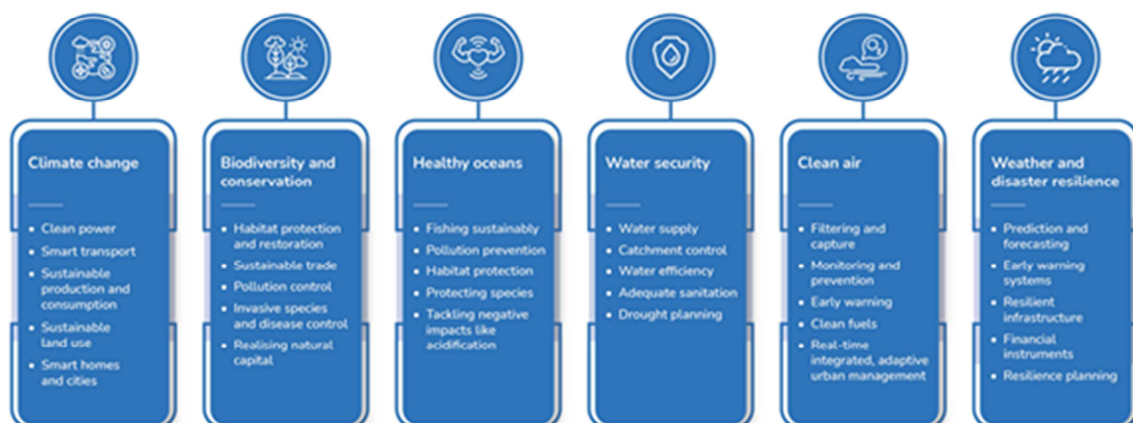 Climate change
• Clean power
• Smart transport
• Sustainable
production and
consumption
• Sustainable
land use
• Smart homes
and cities
Biodiversity and
conservation
• Habitat protection
and restoration
• Sustainable trade
• Pollution control
• Invasive species
and disease control
• Realising natural
capital
Healthy oceans
• Fishing sustainably
• Pollution prevention
• Habitat protection
• Protecting species
• Tackling negative
impacts like
acidification
Water security
• Water supply
• Catchment control
• Water efficiency
• Adequate sanitation
• Drought planning
Clean air
• Filtering and
capture
• Monitoring and
prevention
• Early warning
• Clean fuels
• Real-time
integrated, adaptive
urban management
Weather and
disaster resilience
• Prediction and
forecasting
• Early warning
systems
• Resilient
infrastructure
• Financial
instruments
• Resilience planning